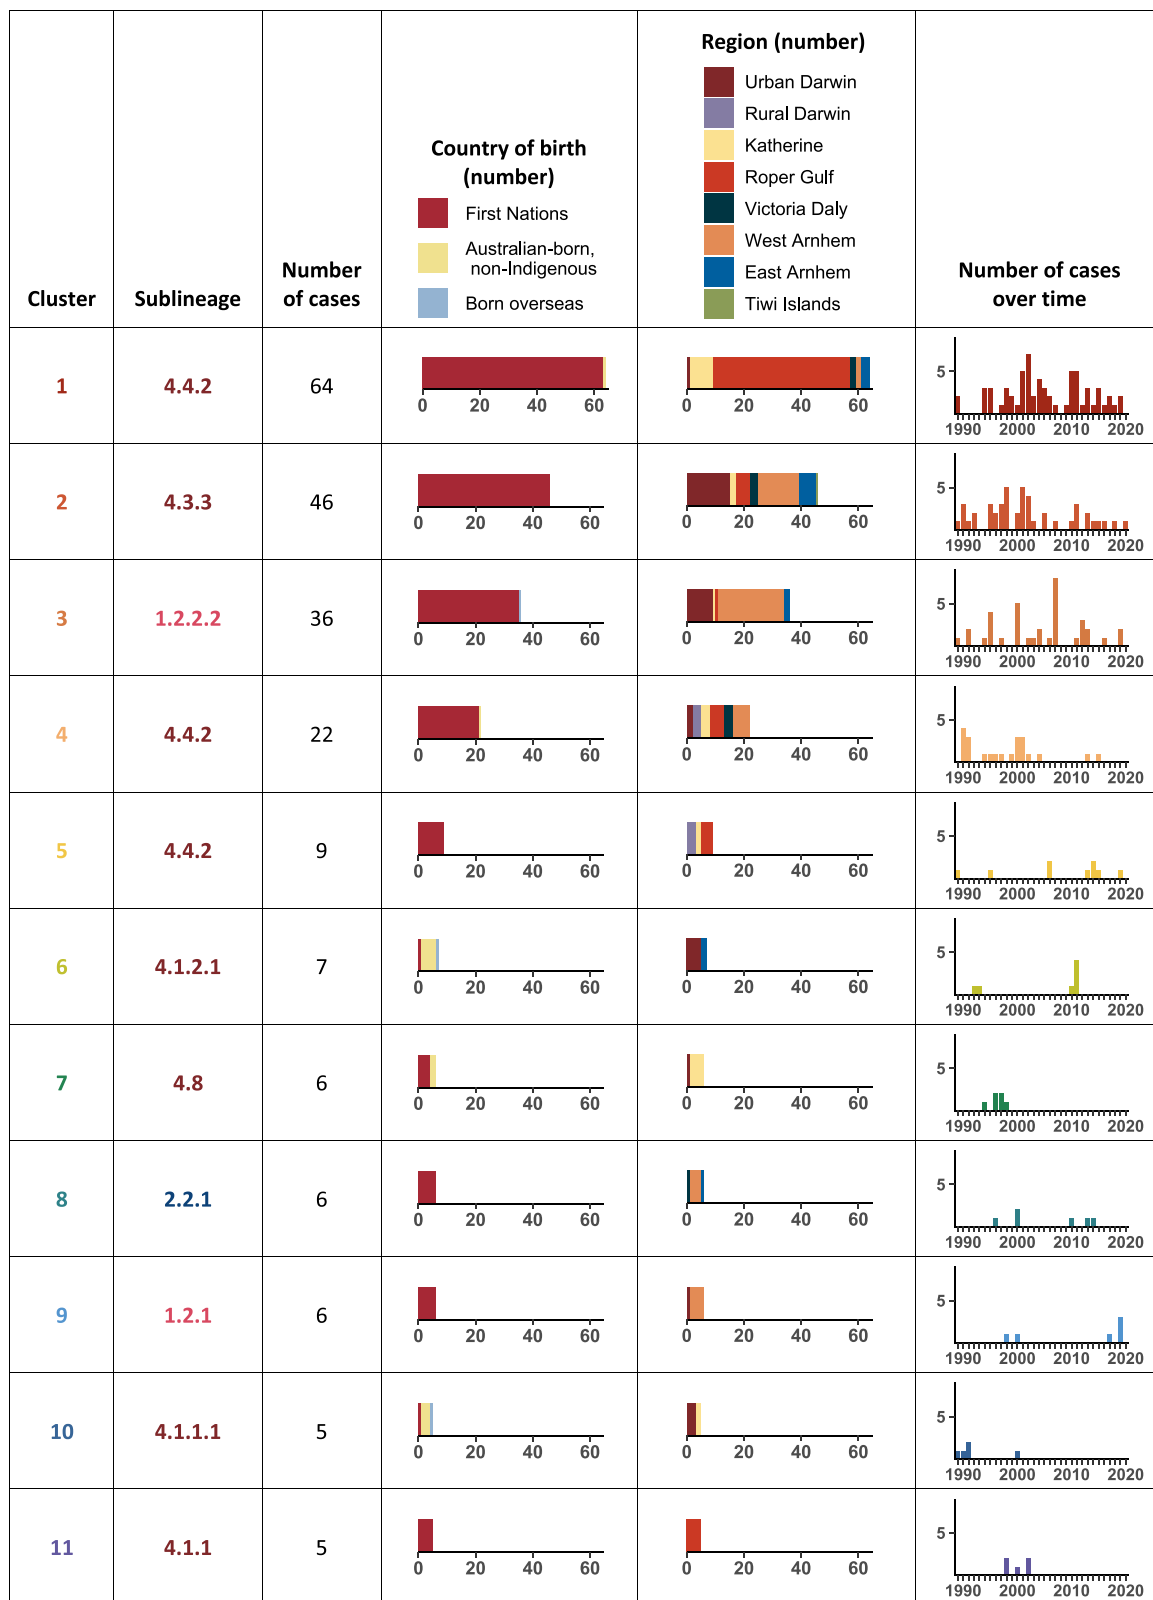 Cluster
Sublineage
Number
of cases
Country of birth
(number)
First Nations
Australian-born,
non-Indigenous
Born overseas
Region (number)
Urban Darwin
Rural Darwin
Katherine
Roper Gulf
Victoria Daly
West Arnhem
East Arnhem
Tiwi Islands
Number of cases
over time
1 4.4.2 64
0 20 40 60
0 20 40 60
5
1990 2000 2010 2020
2 4.3.3 46
0 20 40 60
0 20 40 60
5
1990 2000 2010 2020
3 1.2.2.2 36
0 20 40 60
0 20 40 60
5
1990 2000 2010 2020
4 4.4.2 22
0 20 40 60
0 20 40 60
5
1990 2000 2010 2020
5 4.4.2 9
0 20 40 60
0 20 40 60
5
1990 2000 2010 2020
6 4.1.2.1 7
0 20 40 60
0 20 40 60
5
1990 2000 2010 2020
7 4.8 6
0 20 40 60
0 20 40 60
5
1990 2000 2010 2020
8 2.2.1 6
0 20 40 60
0 20 40 60
5
1990 2000 2010 2020
9 1.2.1 6
0 20 40 60
0 20 40 60
5
1990 2000 2010 2020
10 4.1.1.1 5
0 20 40 60
0 20 40 60
5
1990 2000 2010 2020
11 4.1.1 5
0 20 40 60
0 20 40 60
5
1990 2000 2010 2020